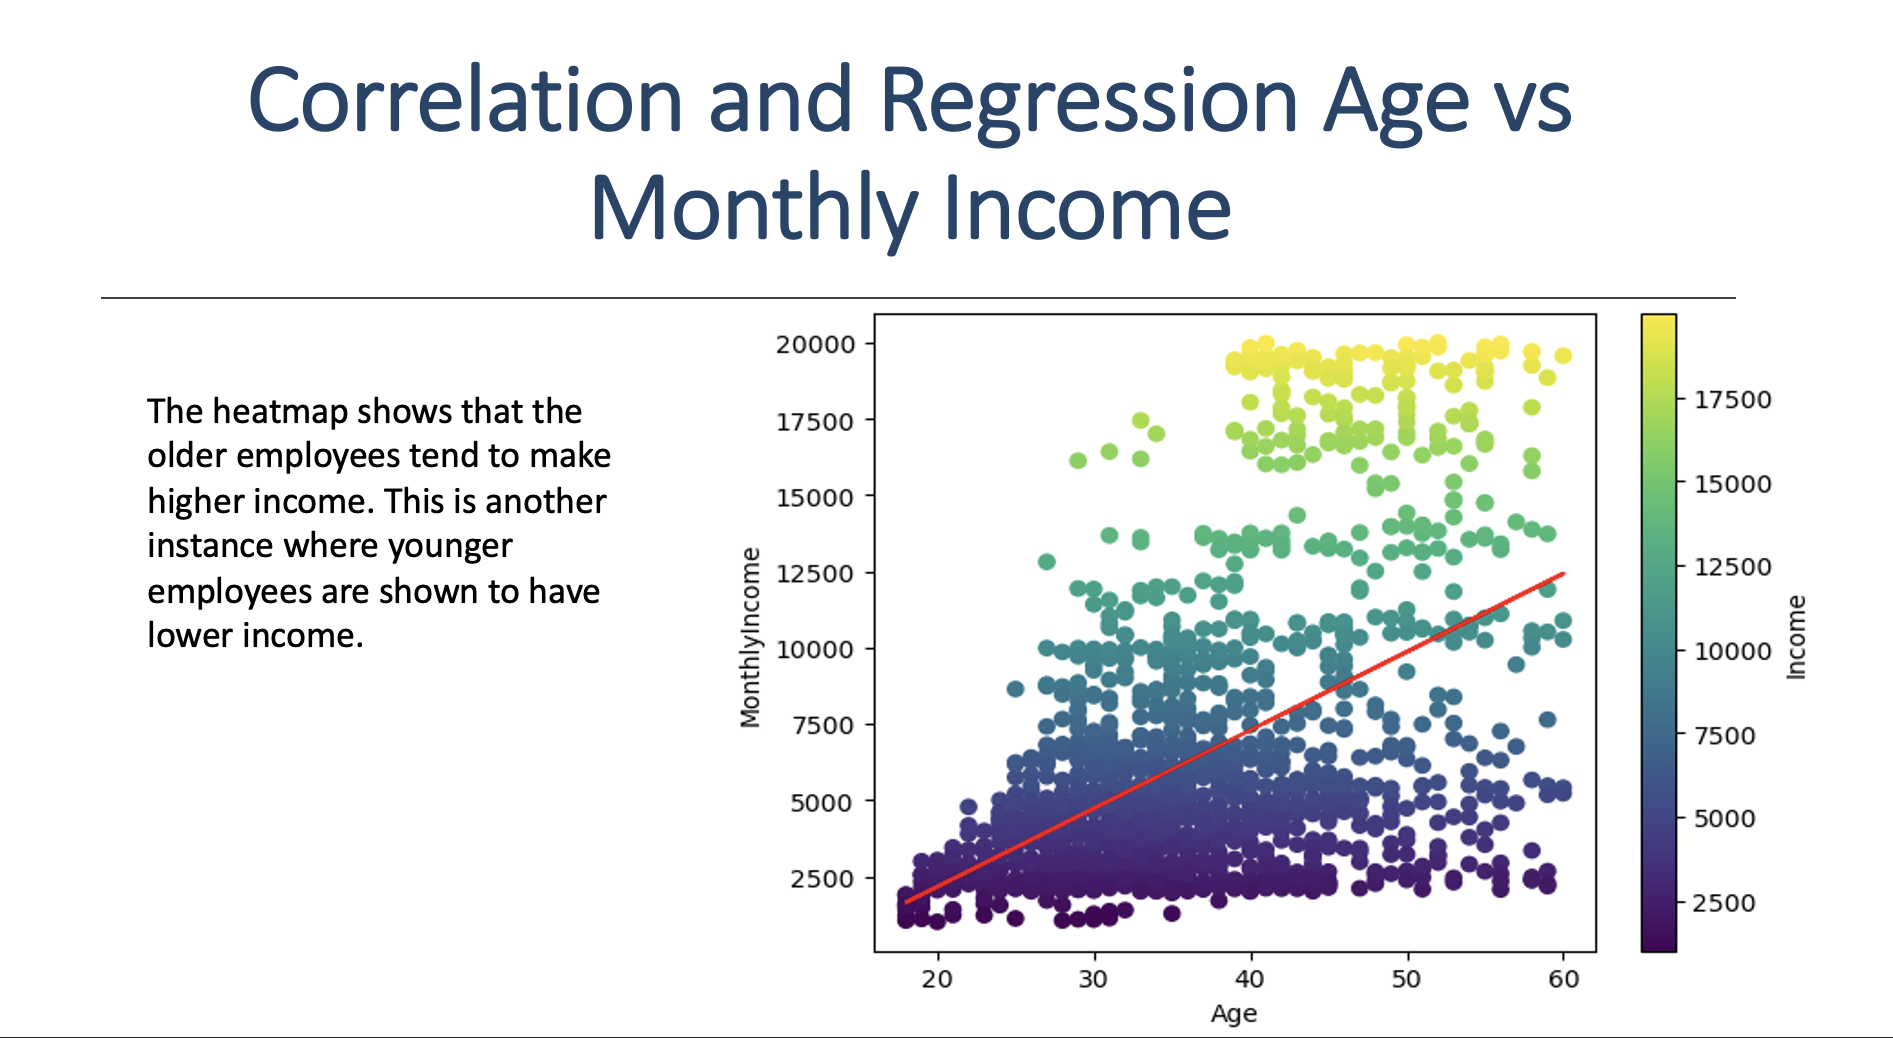 Correlation and Regression Age vs
Monthly Income
The heatmap shows that the
older employees tend to make
higher income. This is another
instance where younger
employees are shown to have
lower income.
MonthlyIncome
20000
17500
15000
12500
10000
7500
5000
2500
20 30 40 50 60
Age
17500
15000
12500
10000
7500
5000
2500
Income